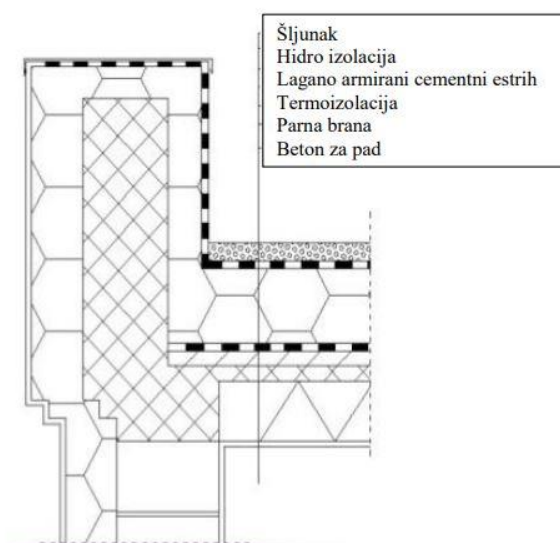 Šljunak
Hidro izolacija
Lagano armirani cementni estrih
Termoizolacija
Parna brana
Beton za pad